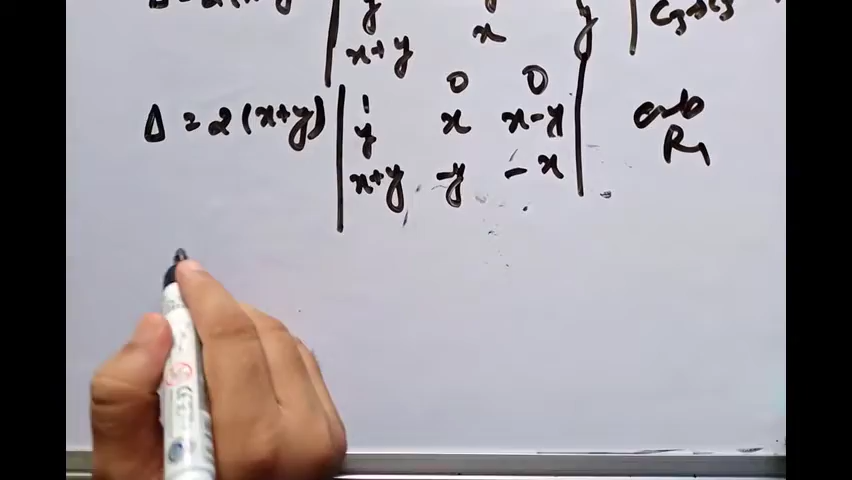 y
x+y x y
0 0
Δ = 2(x+y) | 1
y x x-y |
x+y -y -x
R₁